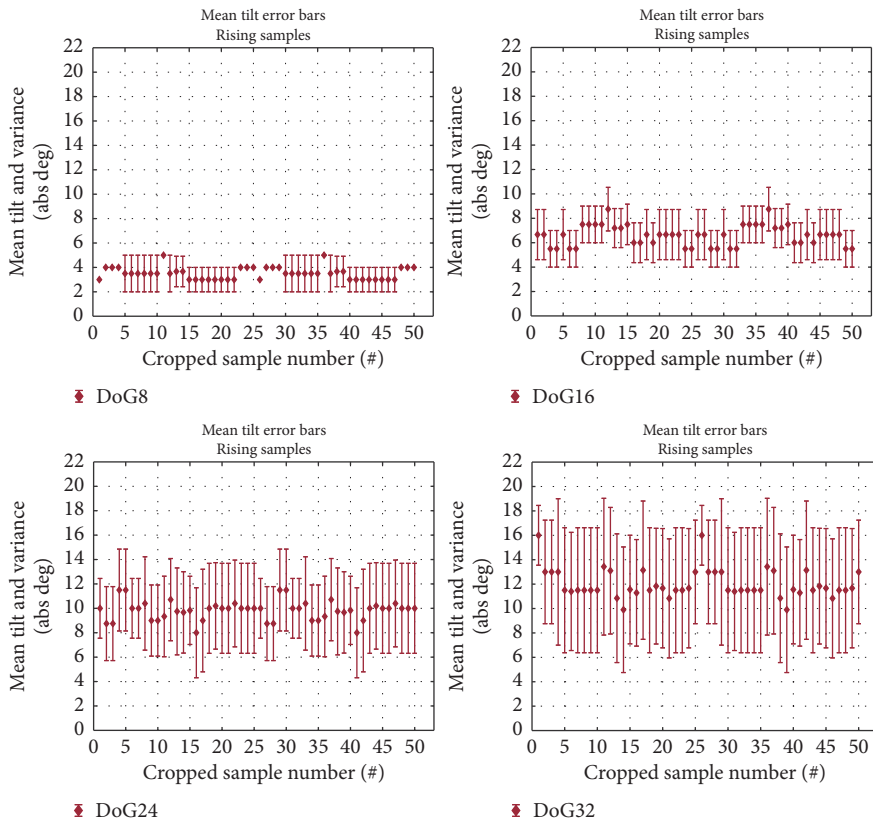 Mean tilt error bars
Rising samples
22
20
18
16
14
12
10
8
6
4
2
0
Mean tilt and variance
(abs deg)
0 5 10 15 20 25 30 35 40 45 50
Cropped sample number (#)
DoG8
Mean tilt error bars
Rising samples
22
20
18
16
14
12
10
8
6
4
2
0
Mean tilt and variance
(abs deg)
0 5 10 15 20 25 30 35 40 45 50
Cropped sample number (#)
DoG16
Mean tilt error bars
Rising samples
22
20
18
16
14
12
10
8
6
4
2
0
Mean tilt and variance
(abs deg)
0 5 10 15 20 25 30 35 40 45 50
Cropped sample number (#)
DoG24
Mean tilt error bars
Rising samples
22
20
18
16
14
12
10
8
6
4
2
0
Mean tilt and variance
(abs deg)
0 5 10 15 20 25 30 35 40 45 50
Cropped sample number (#)
DoG32